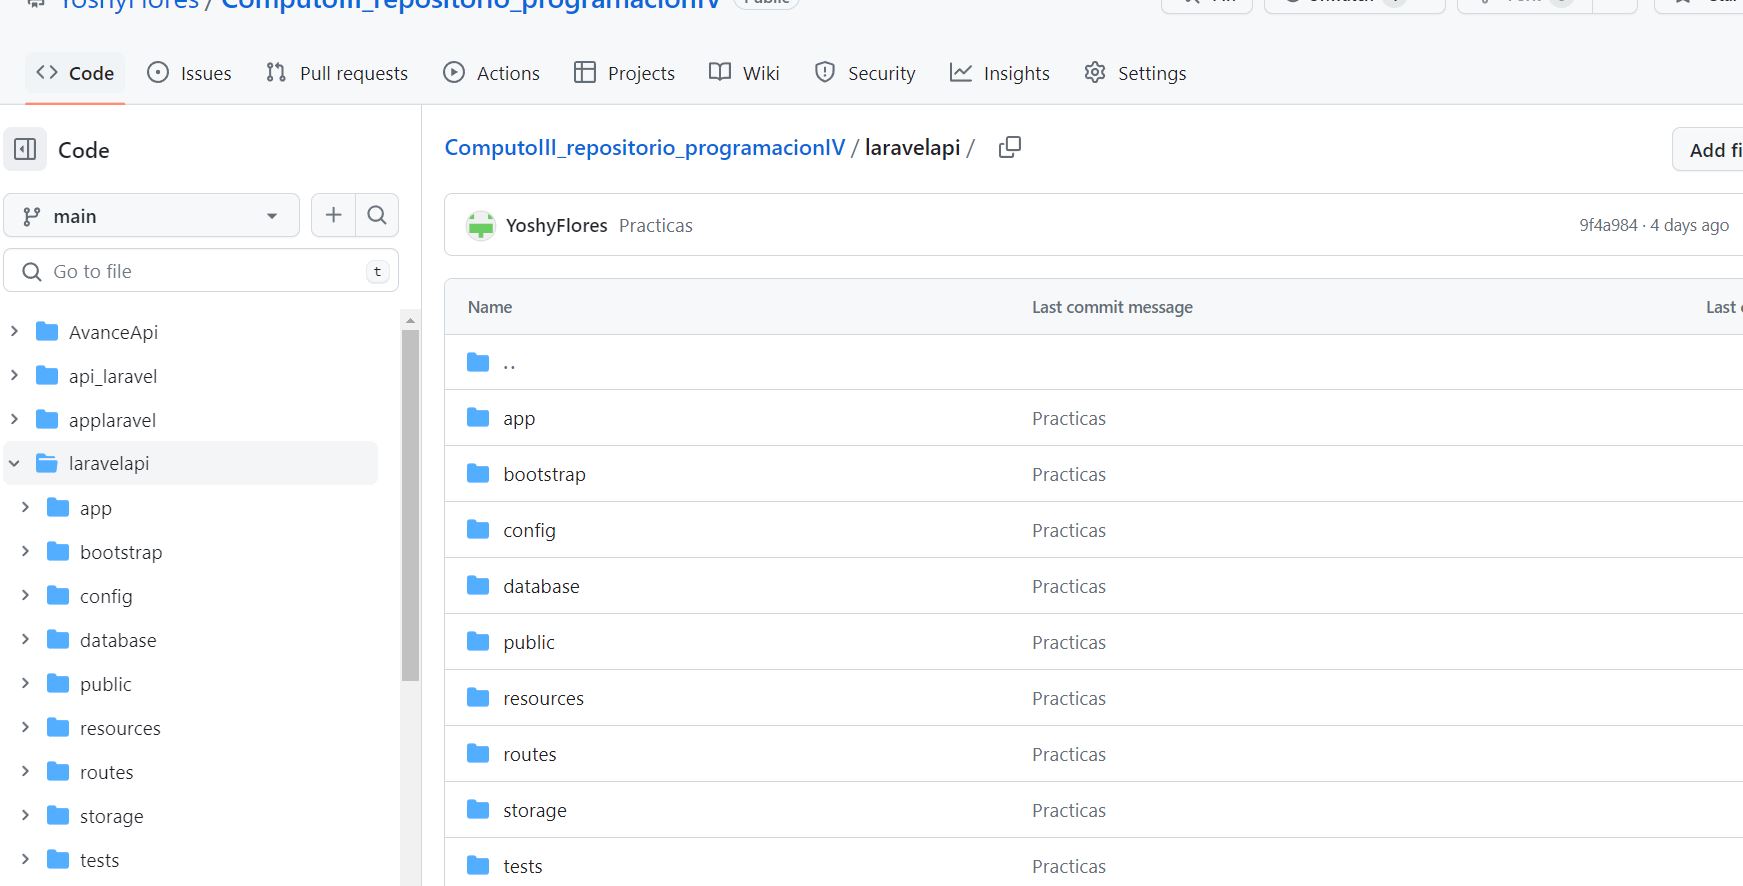 YoshyFlores / ComputoIII_repositorio_programacionIV Public
Code Issues Pull requests Actions Projects Wiki Security Insights Settings
Code
main
Go to file t
AvanceApi
api_laravel
applaravel
laravelapi
app
bootstrap
config
database
public
resources
routes
storage
tests
ComputoIII_repositorio_programacionIV / laravelapi /
Add fi
YoshyFlores Practicas 9f4a984 · 4 days ago
Name Last commit message Last
..
app Practicas
bootstrap Practicas
config Practicas
database Practicas
public Practicas
resources Practicas
routes Practicas
storage Practicas
tests Practicas